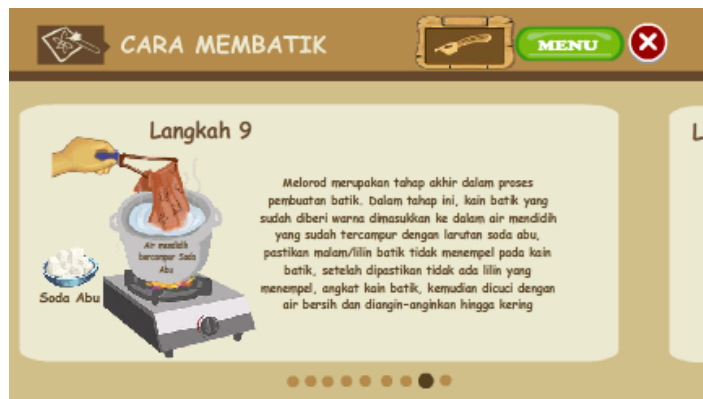 CARA MEMBATIK
MENU
Langkah 9
Melorod merupakan tahap akhir dalam proses
pembuatan batik. Dalam tahap ini, kain batik yang
sudah diberi warna dimasukkan ke dalam air mendidih
yang sudah tercampur dengan larutan soda abu,
pastikan malam/lilin batik tidak menempel pada kain
batik, setelah dipastikan tidak ada lilin yang
menempel, angkat kain batik, kemudian dicuci dengan
air bersih dan diangin-anginkan hingga kering
Air mendidih
bercampur Soda
Abu
Soda Abu
L